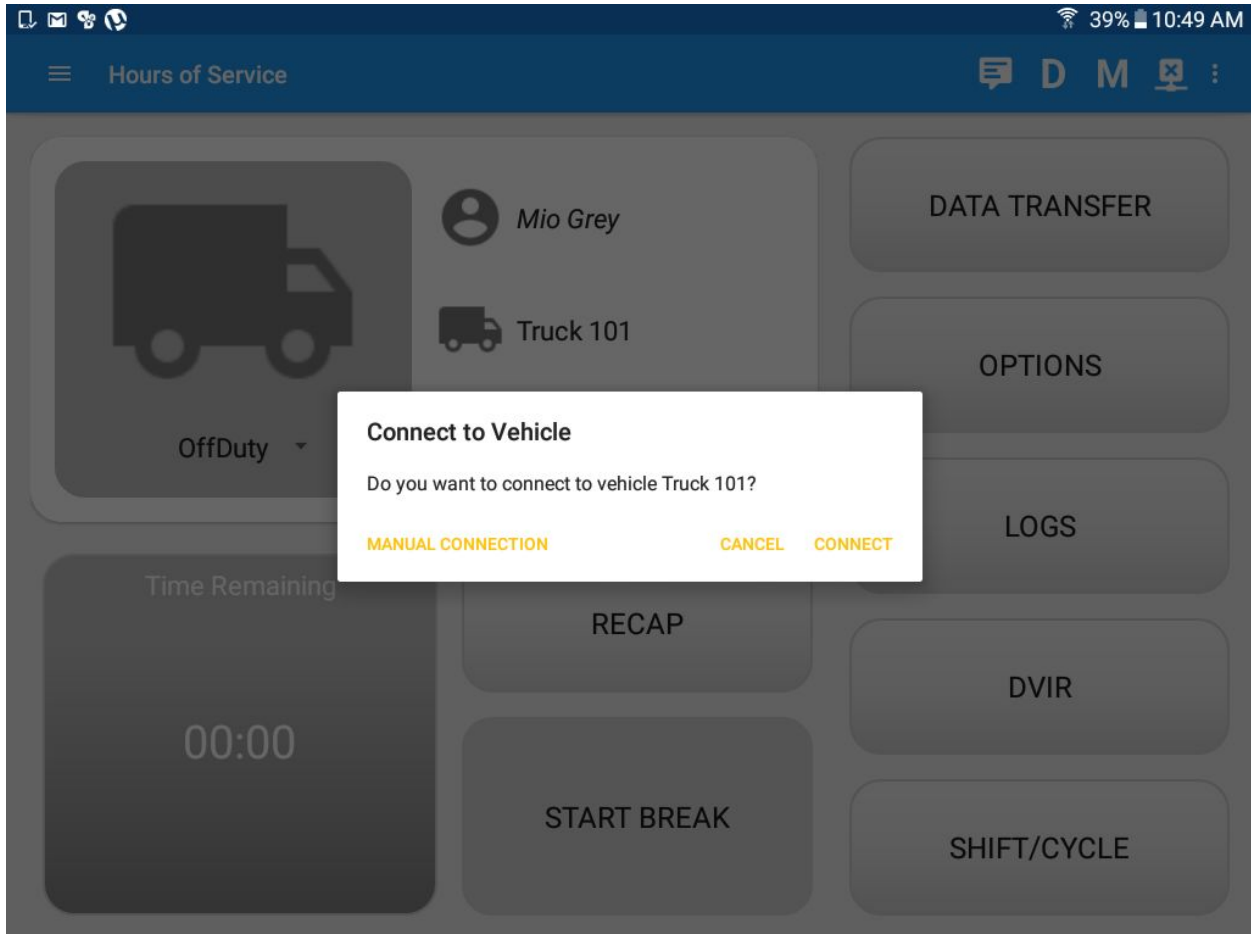 39% 10:49 AM
Hours of Service
D M
Mio Grey
Truck 101
OffDuty
DATA TRANSFER
OPTIONS
LOGS
DVIR
SHIFT/CYCLE
Connect to Vehicle
Do you want to connect to vehicle Truck 101?
MANUAL CONNECTION CANCEL CONNECT
Time Remaining
00:00
RECAP
START BREAK